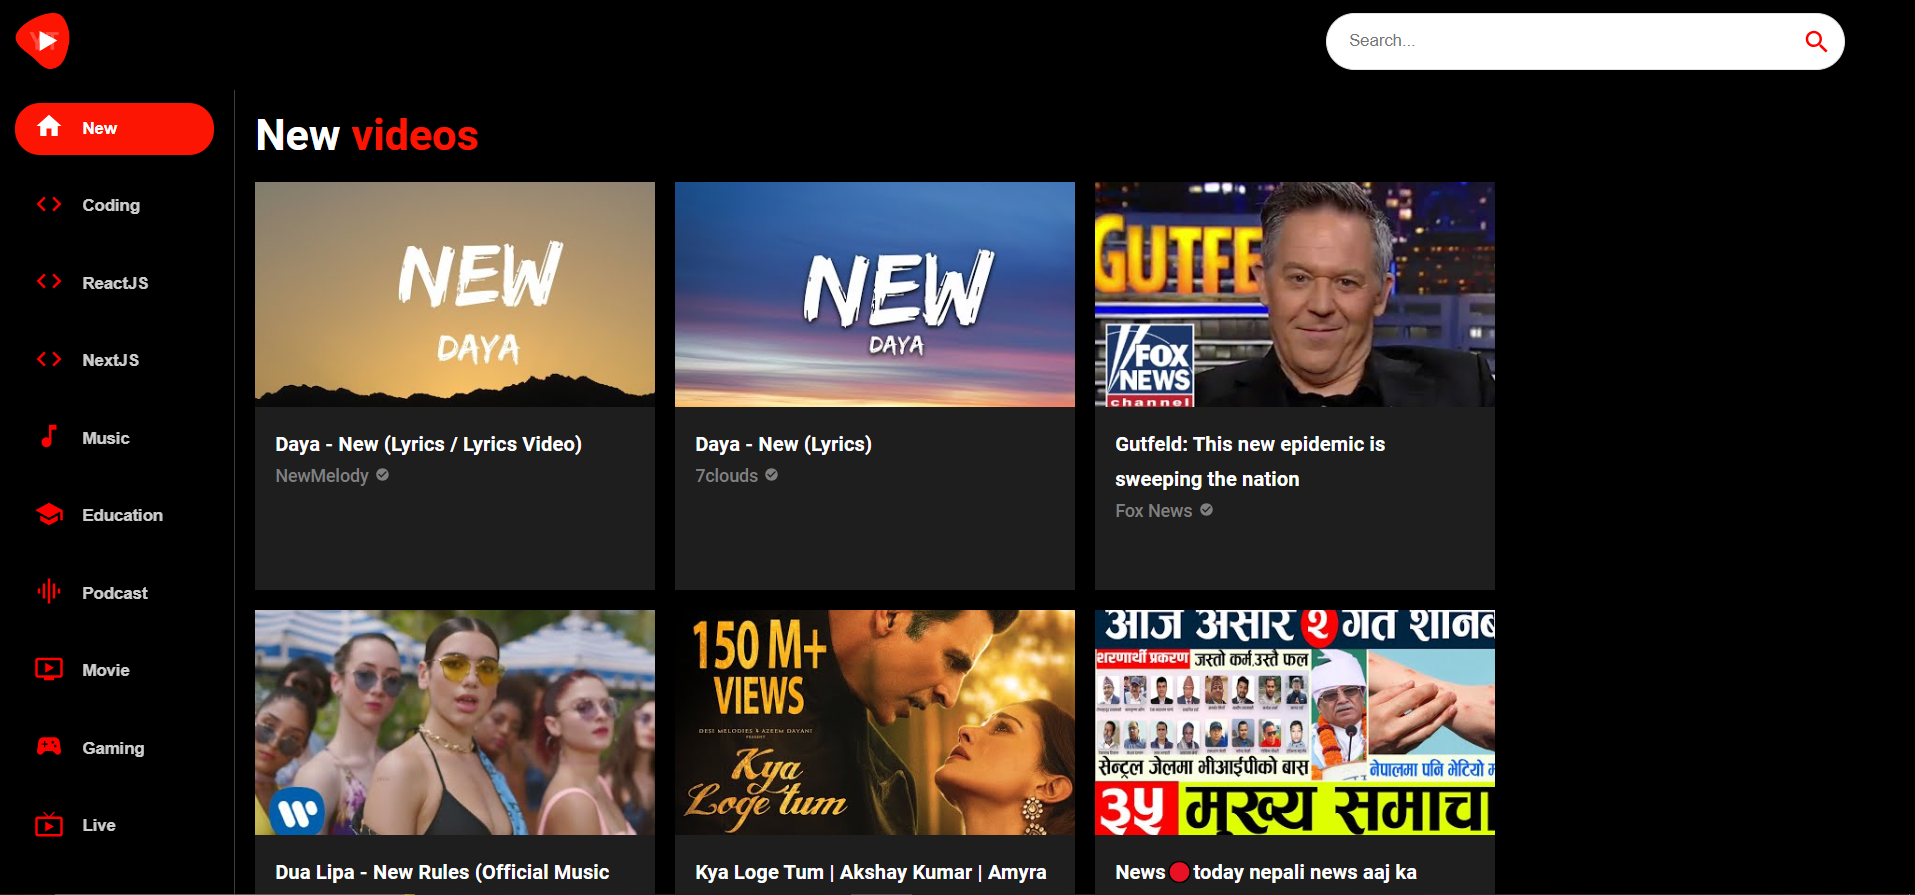 YT
Search...
New
Coding
ReactJS
NextJS
Music
Education
Podcast
Movie
Gaming
Live
New videos
NEW
DAYA
Daya - New (Lyrics / Lyrics Video)
NewMelody
NEW
DAYA
Daya - New (Lyrics)
7clouds
GUTFE
FOX
NEWS
channel
Gutfeld: This new epidemic is
sweeping the nation
Fox News
Dua Lipa - New Rules (Official Music
150 M+
VIEWS
DESI MELODIES & AZEEM DAYANI
PRESENT
Kya
Loge tum
Kya Loge Tum | Akshay Kumar | Amyra
आज असार २ गत शनिब
शरणार्थी प्रकरण जस्तो कर्म,उस्तै फल
सेन्ट्रल जेलमा भीआईपीको बास
नेपालमा पनि भेटियो म
३५ मुख्य समाचा
News🔴today nepali news aaj ka